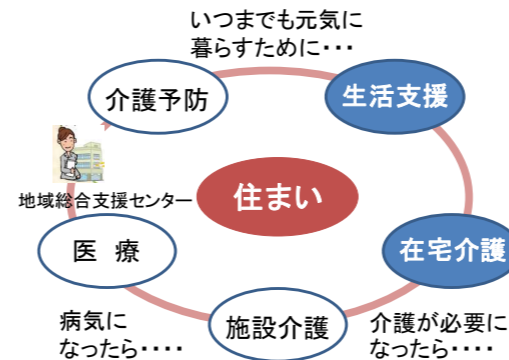 いつまでも元気に
暮らすために･･･
介護予防
生活支援
地域総合支援センター
住まい
医 療
在宅介護
施設介護
病気に
なったら････
介護が必要に
なったら････